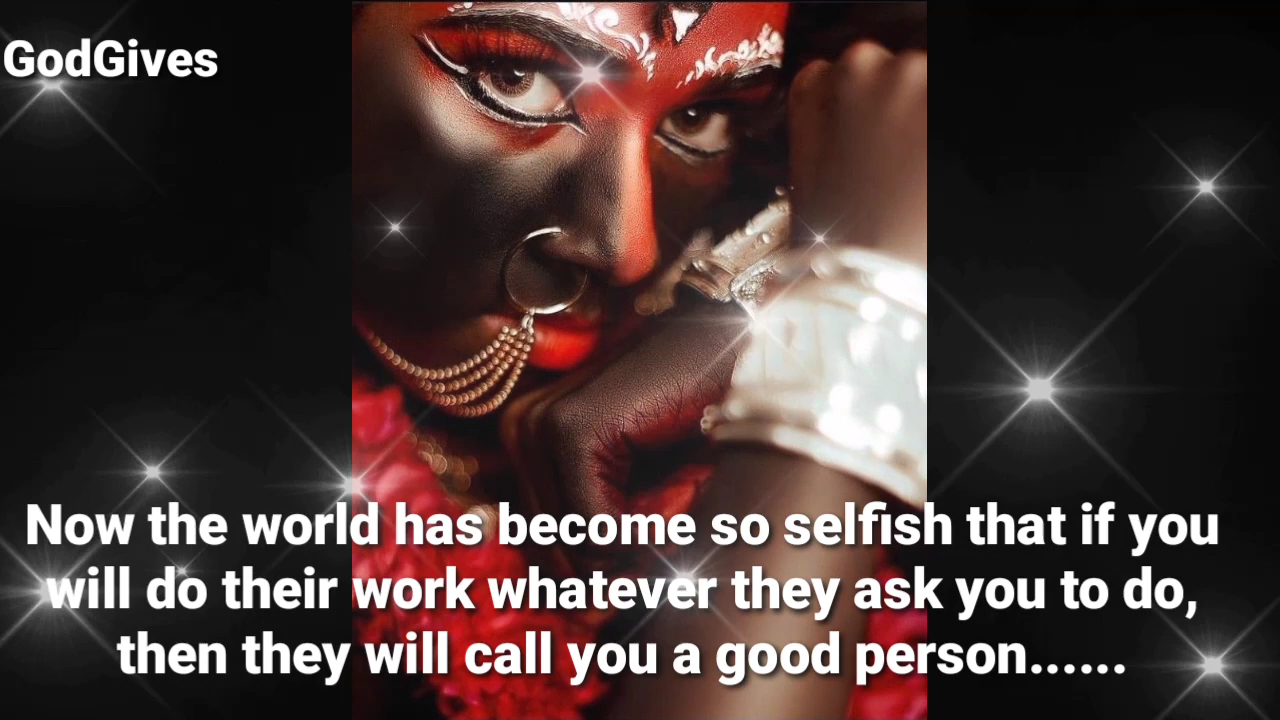 GodGives
Now the world has become so selfish that if you
will do their work whatever they ask you to do,
then they will call you a good person......